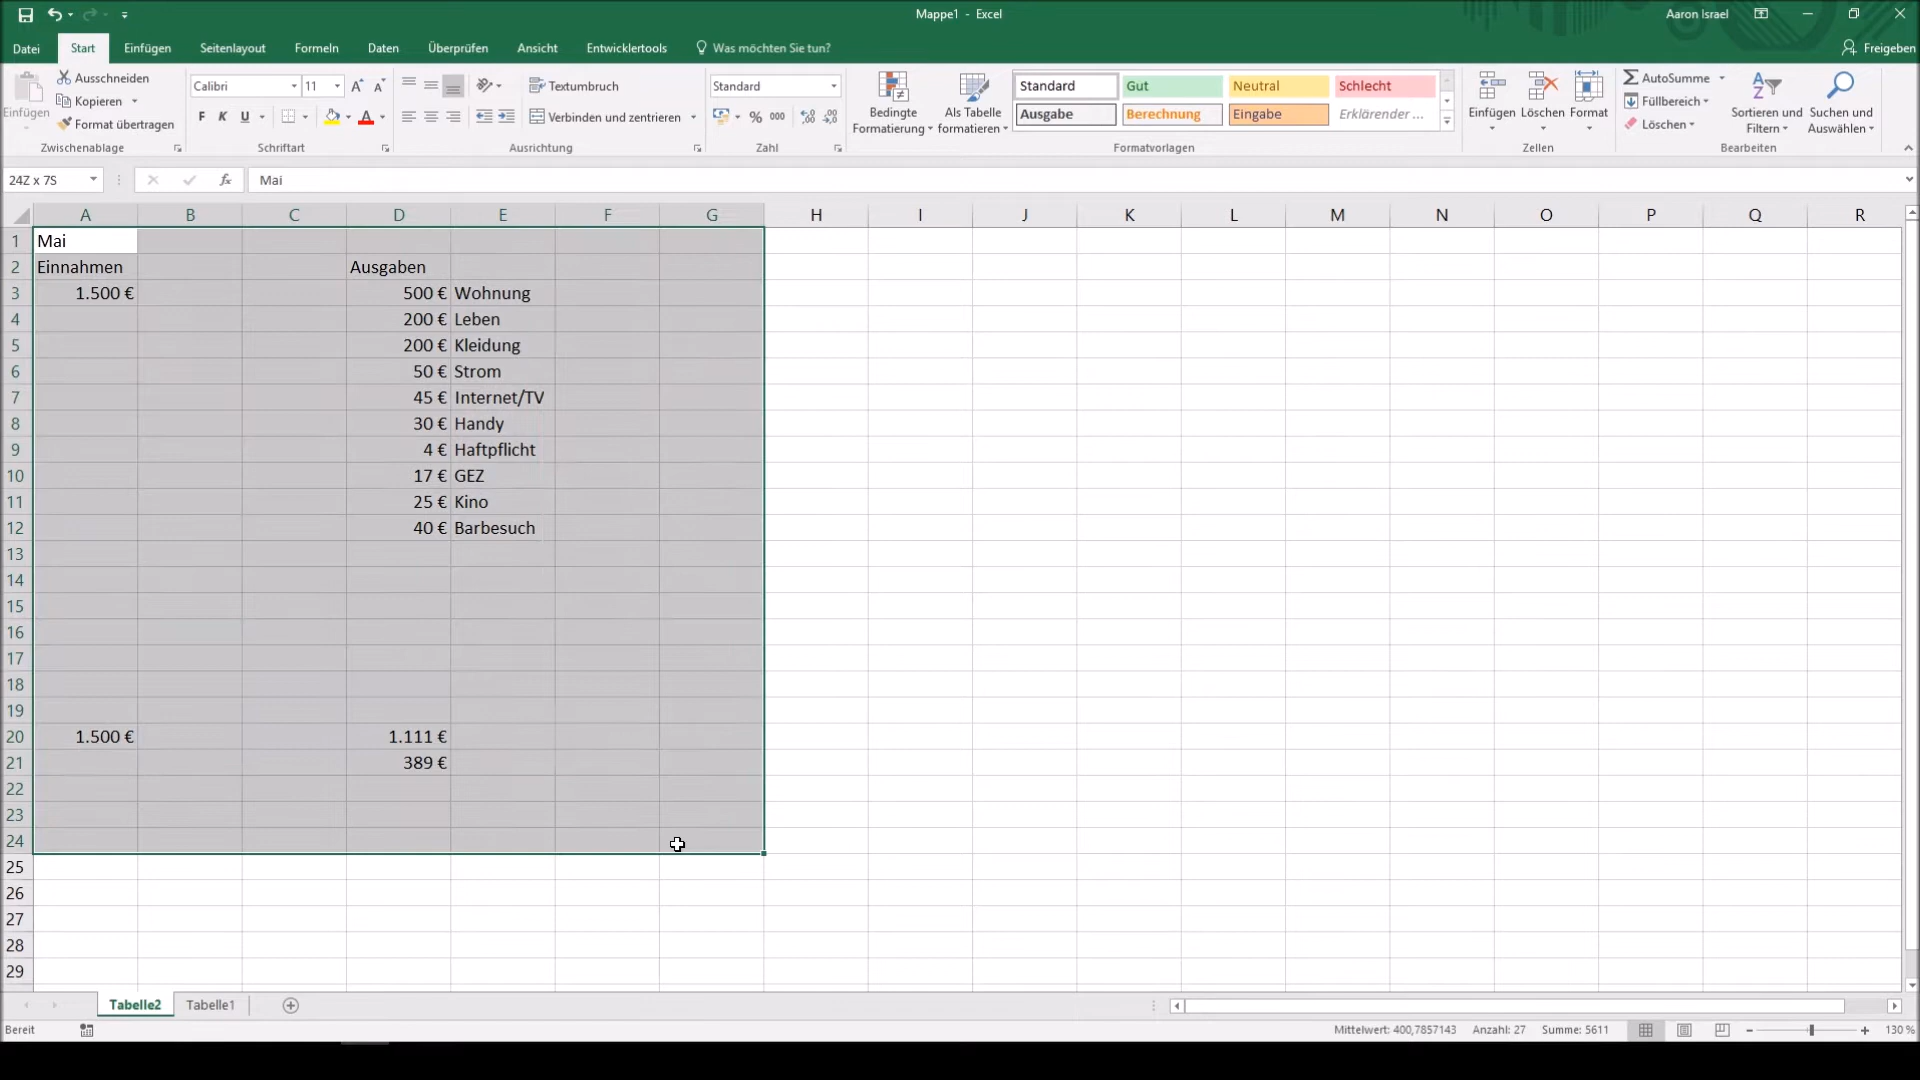 Mappe1 - Excel
Aaron Israel
Datei Start Einfügen Seitenlayout Formeln Daten Überprüfen Ansicht Entwicklertools Was möchten Sie tun? Freigeben
Ausschneiden
Kopieren
Format übertragen
Einfügen
Zwischenablage
Calibri 11
F K U
Schriftart
Textumbruch
Verbinden und zentrieren
Ausrichtung
Standard
% 000
Zahl
Bedingte Formatierung
Als Tabelle formatieren
Standard Gut Neutral Schlecht
Ausgabe Berechnung Eingabe Erklärender ...
Formatvorlagen
Einfügen Löschen Format
Zellen
AutoSumme
Füllbereich
Löschen
Sortieren und Filtern
Suchen und Auswählen
Bearbeiten
24Z x 7S fx Mai
A B C D E F G H I J K L M N O P Q R
1 Mai
2 Einnahmen Ausgaben
3 1.500 € 500 € Wohnung
4 200 € Leben
5 200 € Kleidung
6 50 € Strom
7 45 € Internet/TV
8 30 € Handy
9 4 € Haftpflicht
10 17 € GEZ
11 25 € Kino
12 40 € Barbesuch
13
14
15
16
17
18
19
20 1.500 € 1.111 €
21 389 €
22
23
24
25
26
27
28
29
Tabelle2 Tabelle1
Bereit Mittelwert: 400,7857143 Anzahl: 27 Summe: 5611 130 %